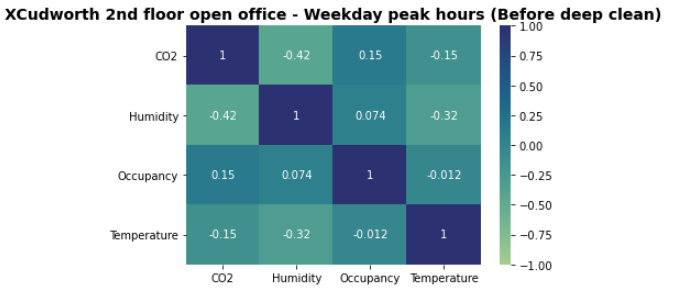 XCudworth 2nd floor open office - Weekday peak hours (Before deep clean)
CO2 1 -0.42 0.15 -0.15
Humidity -0.42 1 0.074 -0.32
Occupancy 0.15 0.074 1 -0.012
Temperature -0.15 -0.32 -0.012 1
CO2 Humidity Occupancy Temperature
1.00
0.75
0.50
0.25
0.00
−0.25
−0.50
−0.75
−1.00